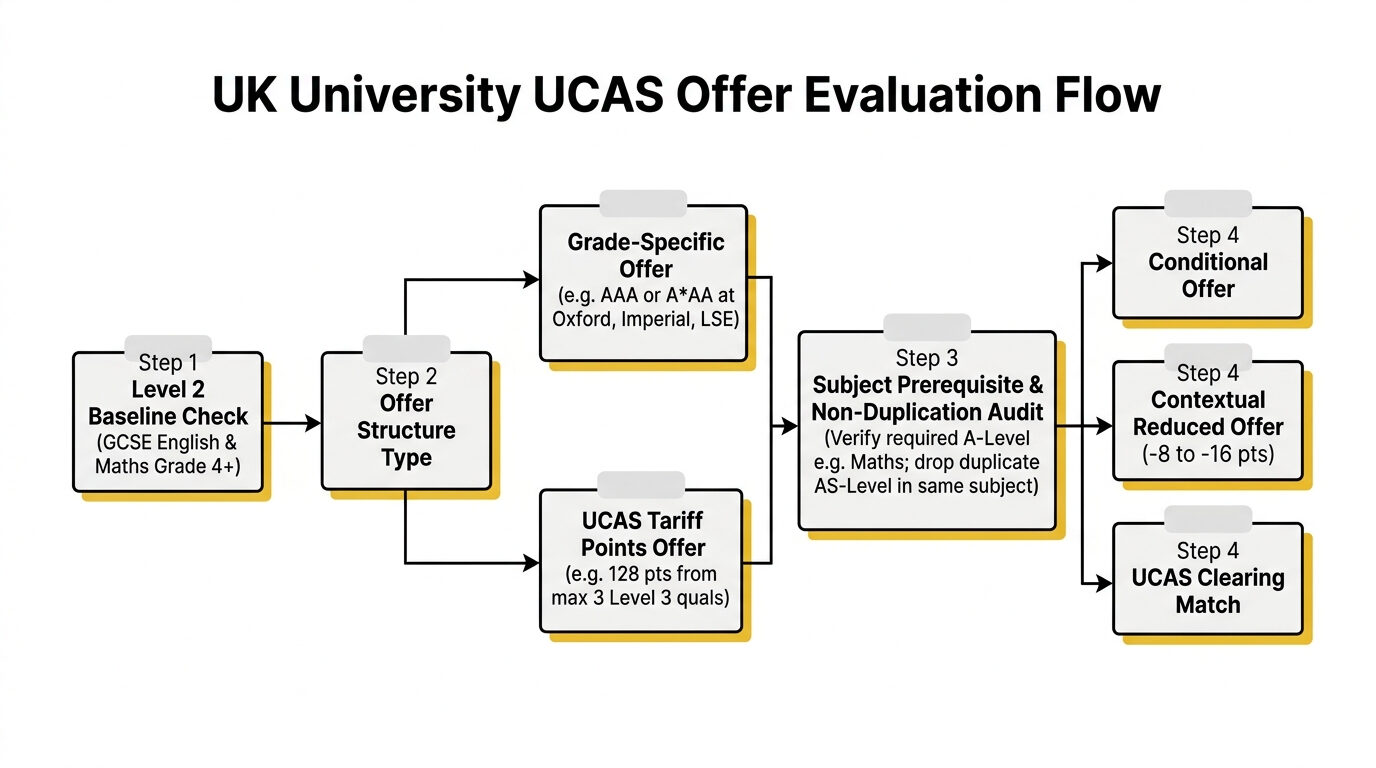 UK University UCAS Offer Evaluation Flow
Step 1
Level 2
Baseline Check
(GCSE English &
Maths Grade 4+)
Step 2
Offer
Structure
Type
Grade-Specific
Offer
(e.g. AAA or A*AA at
Oxford, Imperial, LSE)
UCAS Tariff
Points Offer
(e.g. 128 pts from
max 3 Level 3 quals)
Step 3
Subject Prerequisite &
Non-Duplication Audit
(Verify required A-Level
e.g. Maths; drop duplicate
AS-Level in same subject)
Step 4
Conditional
Offer
Step 4
Contextual
Reduced Offer
(-8 to -16 pts)
Step 4
UCAS Clearing
Match